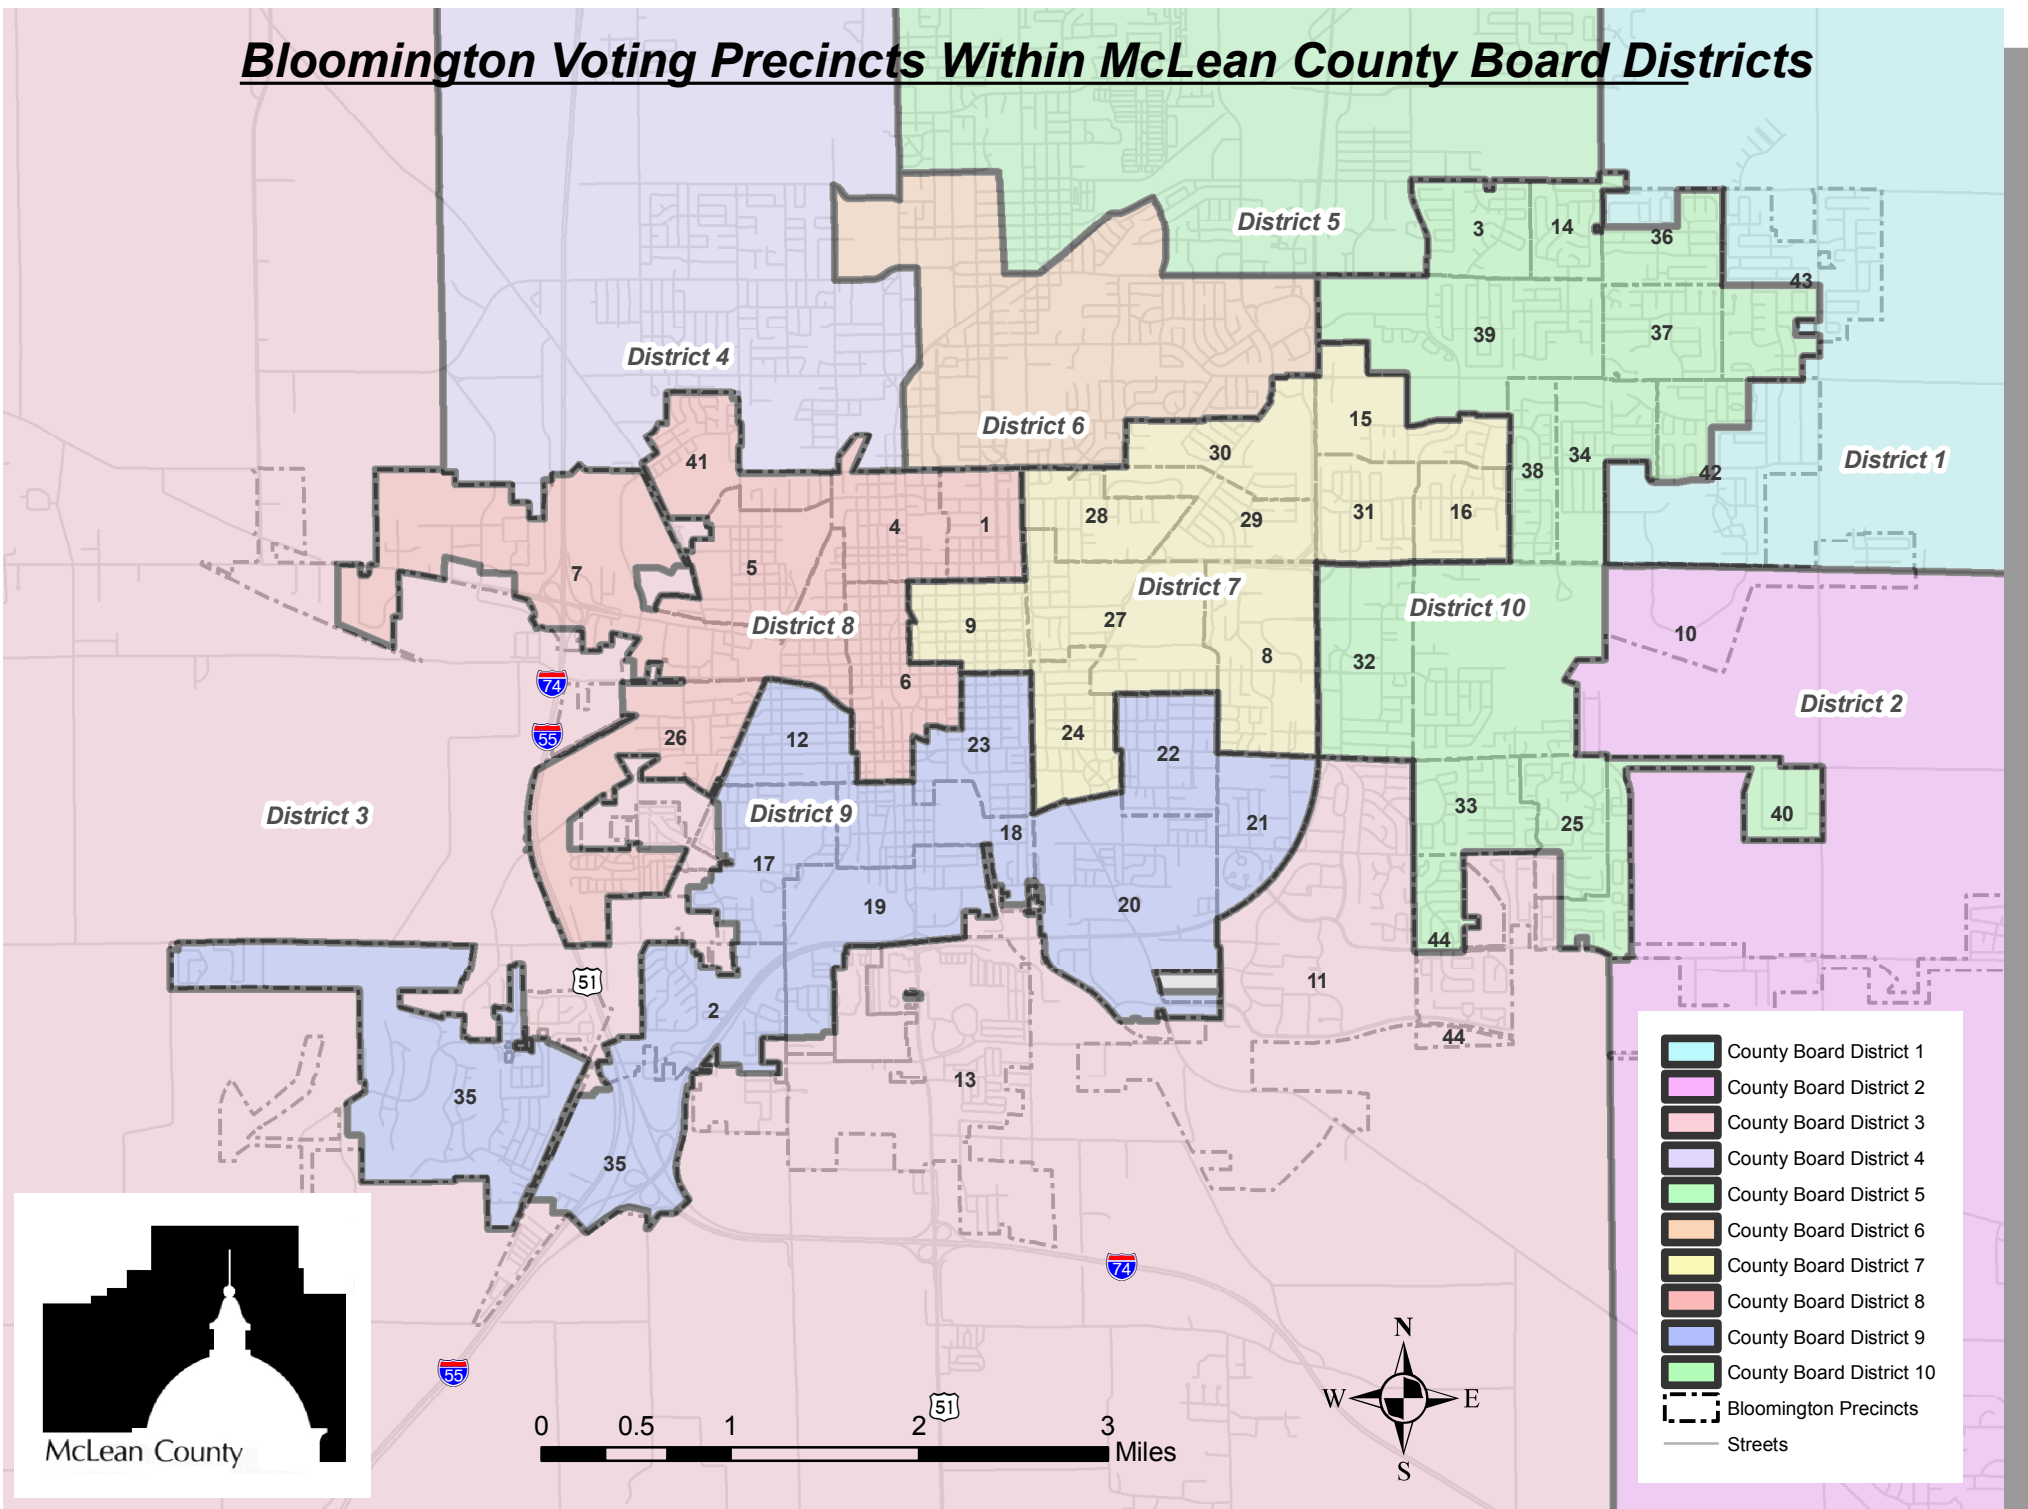 Bloomington Voting Precincts Within McLean County Board Districts
District 5
3
14
36
43
39
37
District 4
District 6
15
30
41
38
34
42
District 1
4
1
28
29
31
16
5
7
District 7
District 10
District 8
9
27
10
8
32
6
74
District 2
55
26
12
23
24
22
District 3
District 9
18
21
33
25
40
17
19
20
44
51
11
2
44
13
35
35
74
55
51
County Board District 1
County Board District 2
County Board District 3
County Board District 4
County Board District 5
County Board District 6
County Board District 7
County Board District 8
County Board District 9
County Board District 10
Bloomington Precincts
Streets
McLean County
0 0.5 1 2 3
Miles
N
W E
S